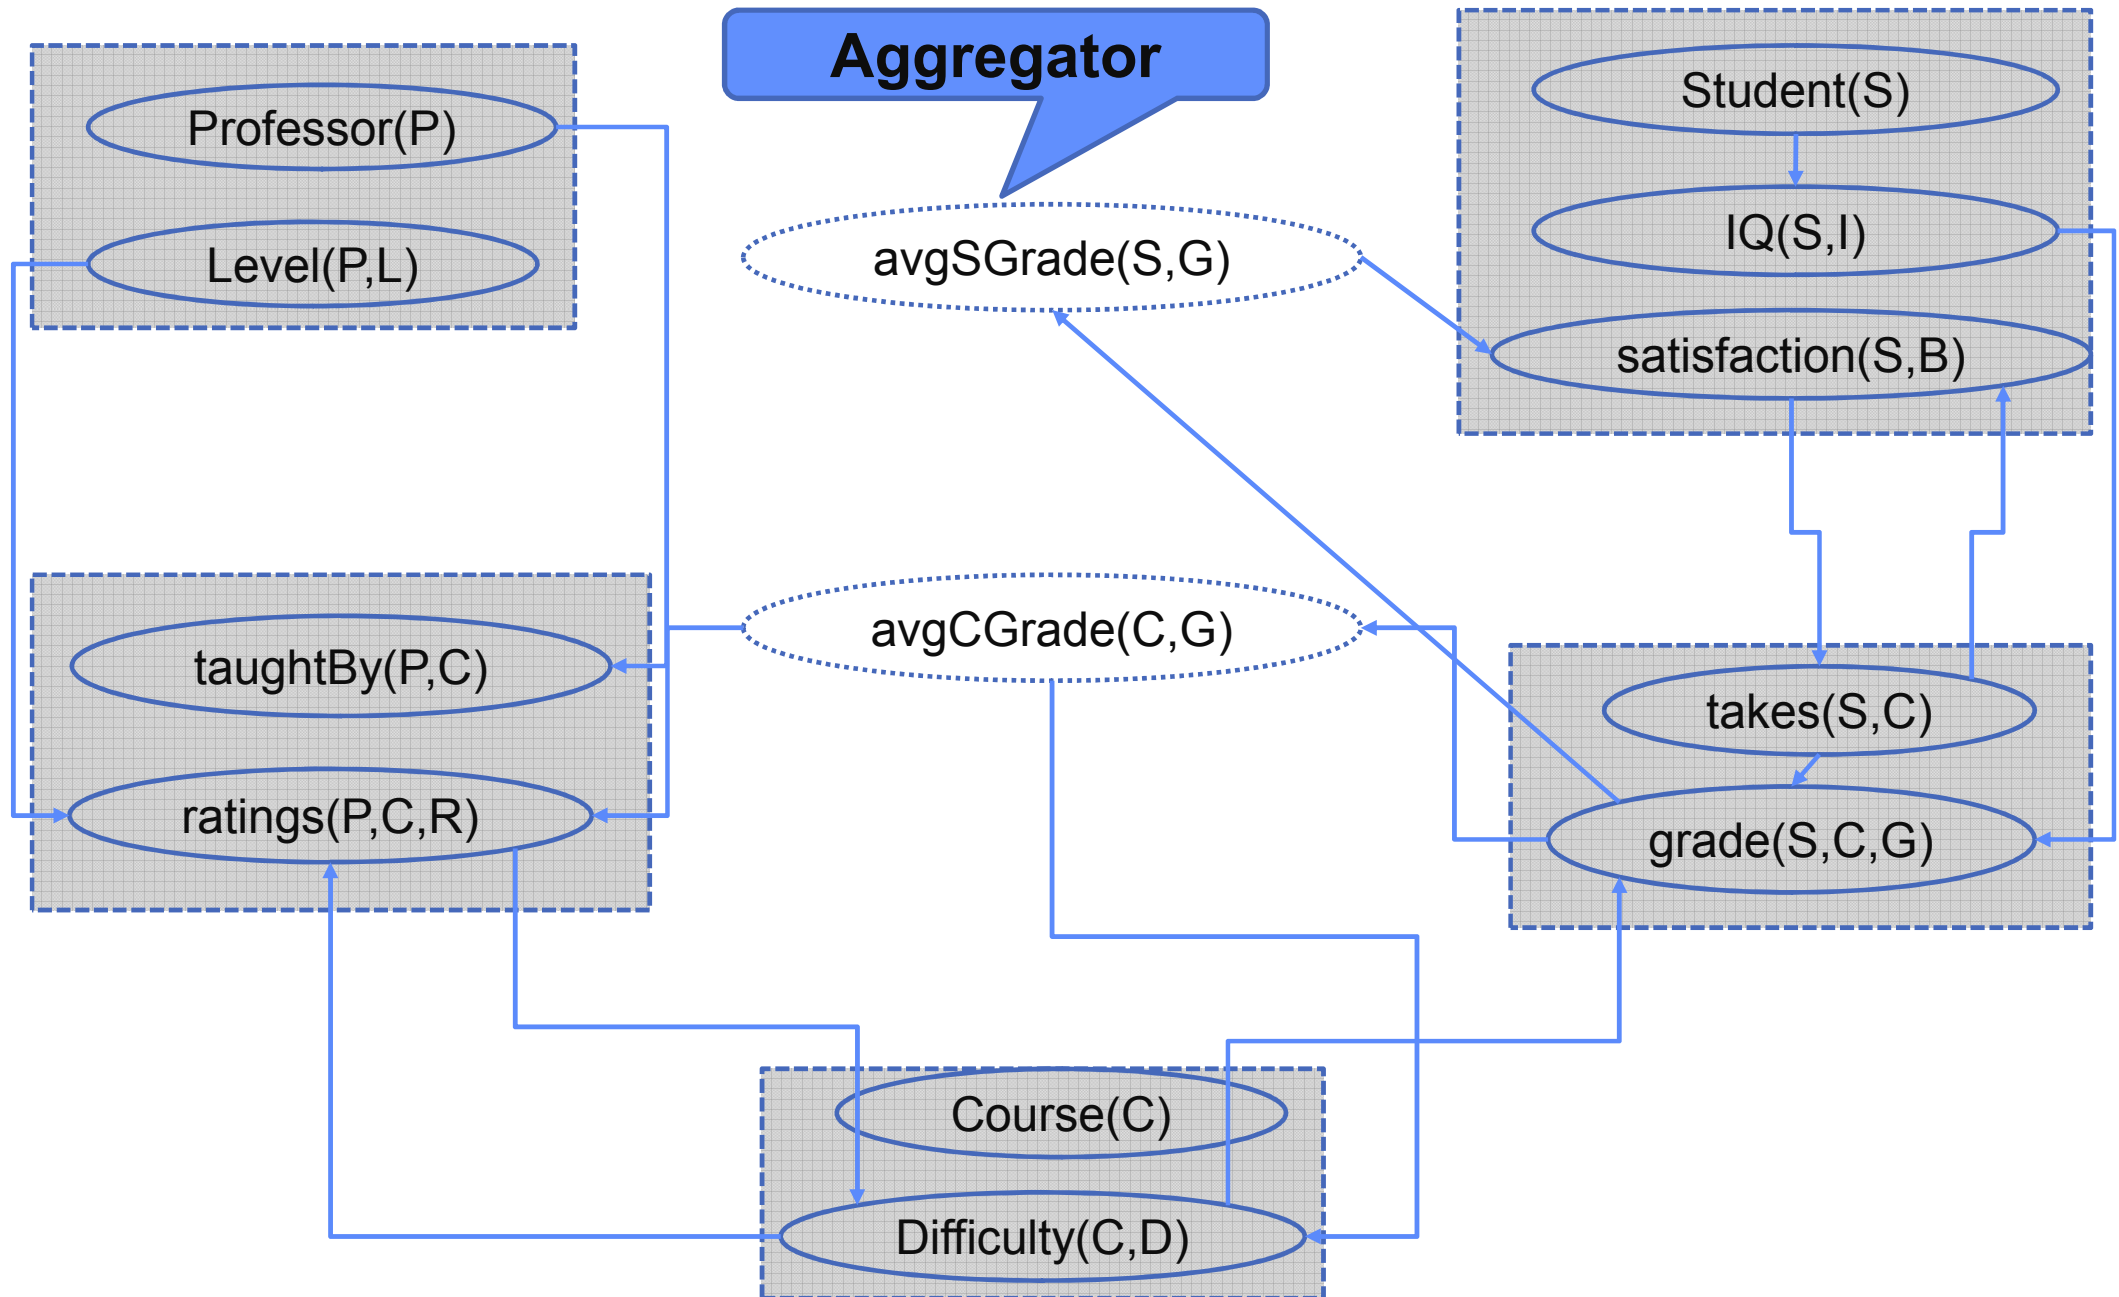 Aggregator
Professor(P)
Level(P,L)
avgSGrade(S,G)
Student(S)
IQ(S,I)
satisfaction(S,B)
taughtBy(P,C)
ratings(P,C,R)
avgCGrade(C,G)
takes(S,C)
grade(S,C,G)
Course(C)
Difficulty(C,D)